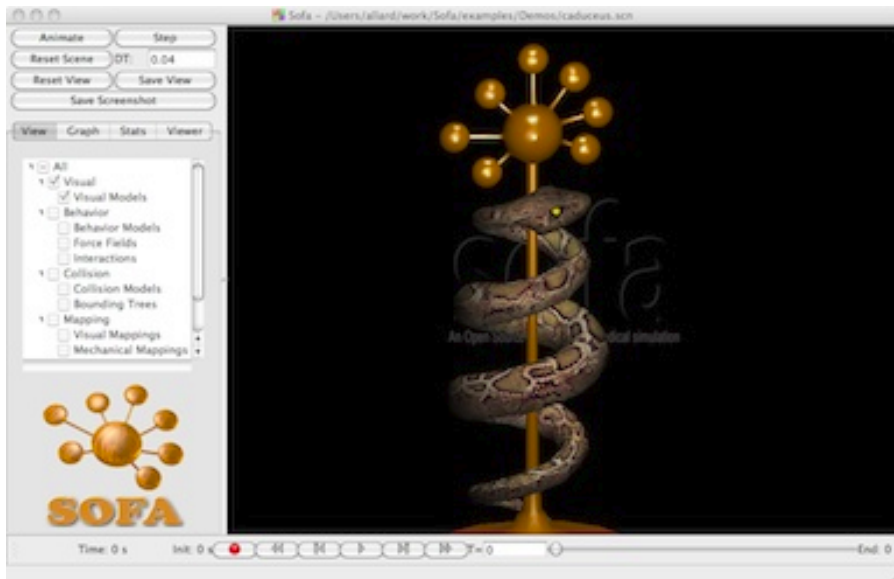 Sofa - /Users/allard/work/Sofa/examples/Demos/caduceus.scn
Animate Step
Reset Scene DT: 0.04
Reset View Save View
Save Screenshot
View Graph Stats Viewer
All
Visual
Visual Models
Behavior
Behavior Models
Force Fields
Interactions
Collision
Collision Models
Bounding Trees
Mapping
Visual Mappings
Mechanical Mappings
SOFA
sofa
An Open Source dical simulation
Time: 0 s Init: 0 s T= 0 End: 0